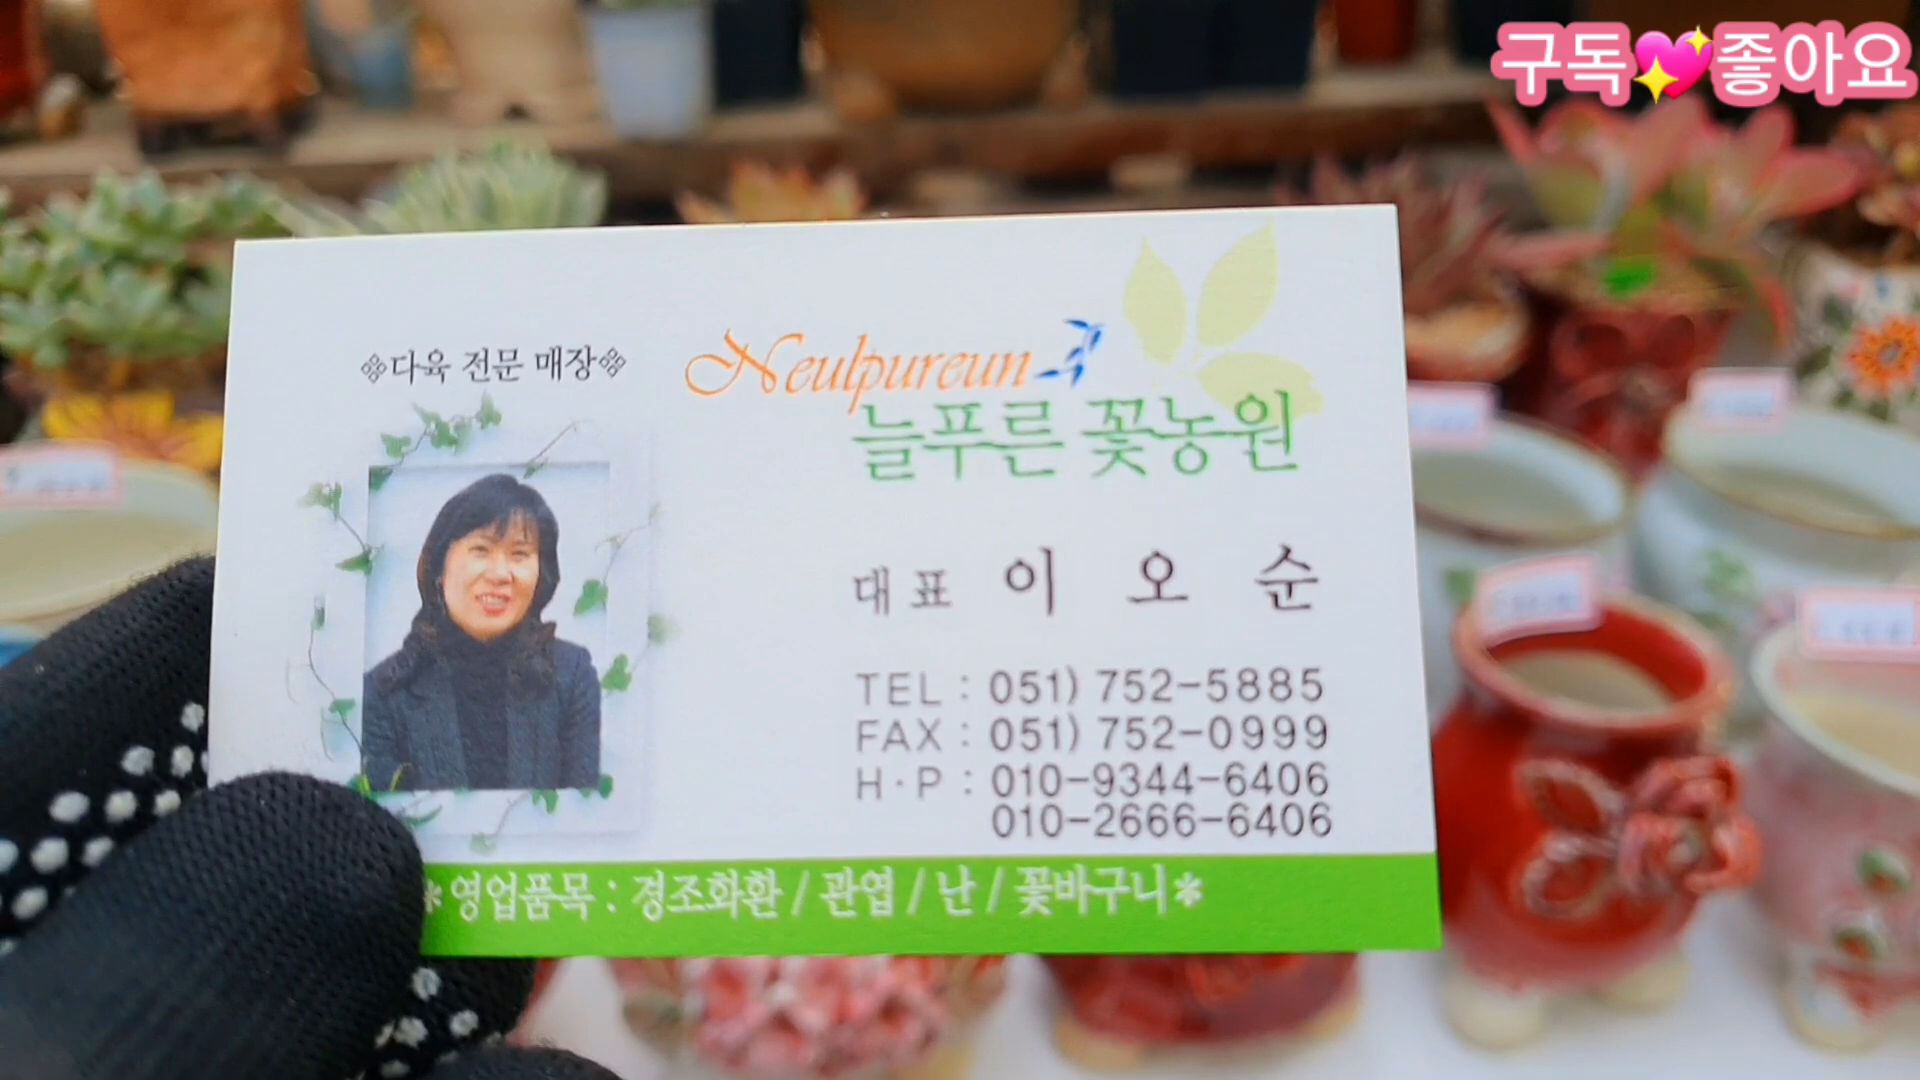 구독💖좋아요
※다육 전문 매장※
Neulpureun
늘푸른 꽃농원
대표 이 오 순
TEL : 051) 752-5885
FAX : 051) 752-0999
H·P : 010-9344-6406
010-2666-6406
*영업품목 : 경조화환 / 관엽 / 난 / 꽃바구니*